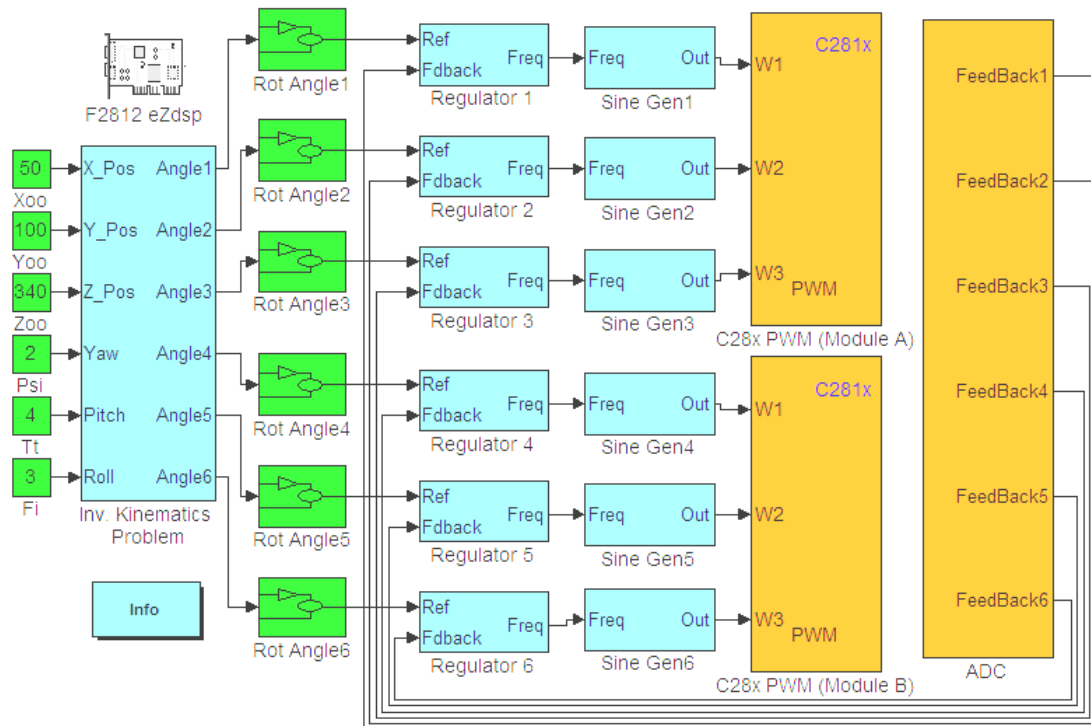 F2812 eZdsp
50
Xoo
100
Yoo
340
Zoo
2
Psi
4
Tt
3
Fi
X_Pos Angle1
Y_Pos Angle2
Z_Pos Angle3
Yaw Angle4
Pitch Angle5
Roll Angle6
Inv. Kinematics
Problem
Info
Rot Angle1
Rot Angle2
Rot Angle3
Rot Angle4
Rot Angle5
Rot Angle6
Ref
Fdback Freq
Regulator 1
Ref
Fdback Freq
Regulator 2
Ref
Fdback Freq
Regulator 3
Ref
Fdback Freq
Regulator 4
Ref
Fdback Freq
Regulator 5
Ref
Fdback Freq
Regulator 6
Freq Out
Sine Gen1
Freq Out
Sine Gen2
Freq Out
Sine Gen3
Freq Out
Sine Gen4
Freq Out
Sine Gen5
Freq Out
Sine Gen6
C281x
W1
W2
W3
PWM
C28x PWM (Module A)
C281x
W1
W2
W3
PWM
C28x PWM (Module B)
FeedBack1
FeedBack2
FeedBack3
FeedBack4
FeedBack5
FeedBack6
ADC